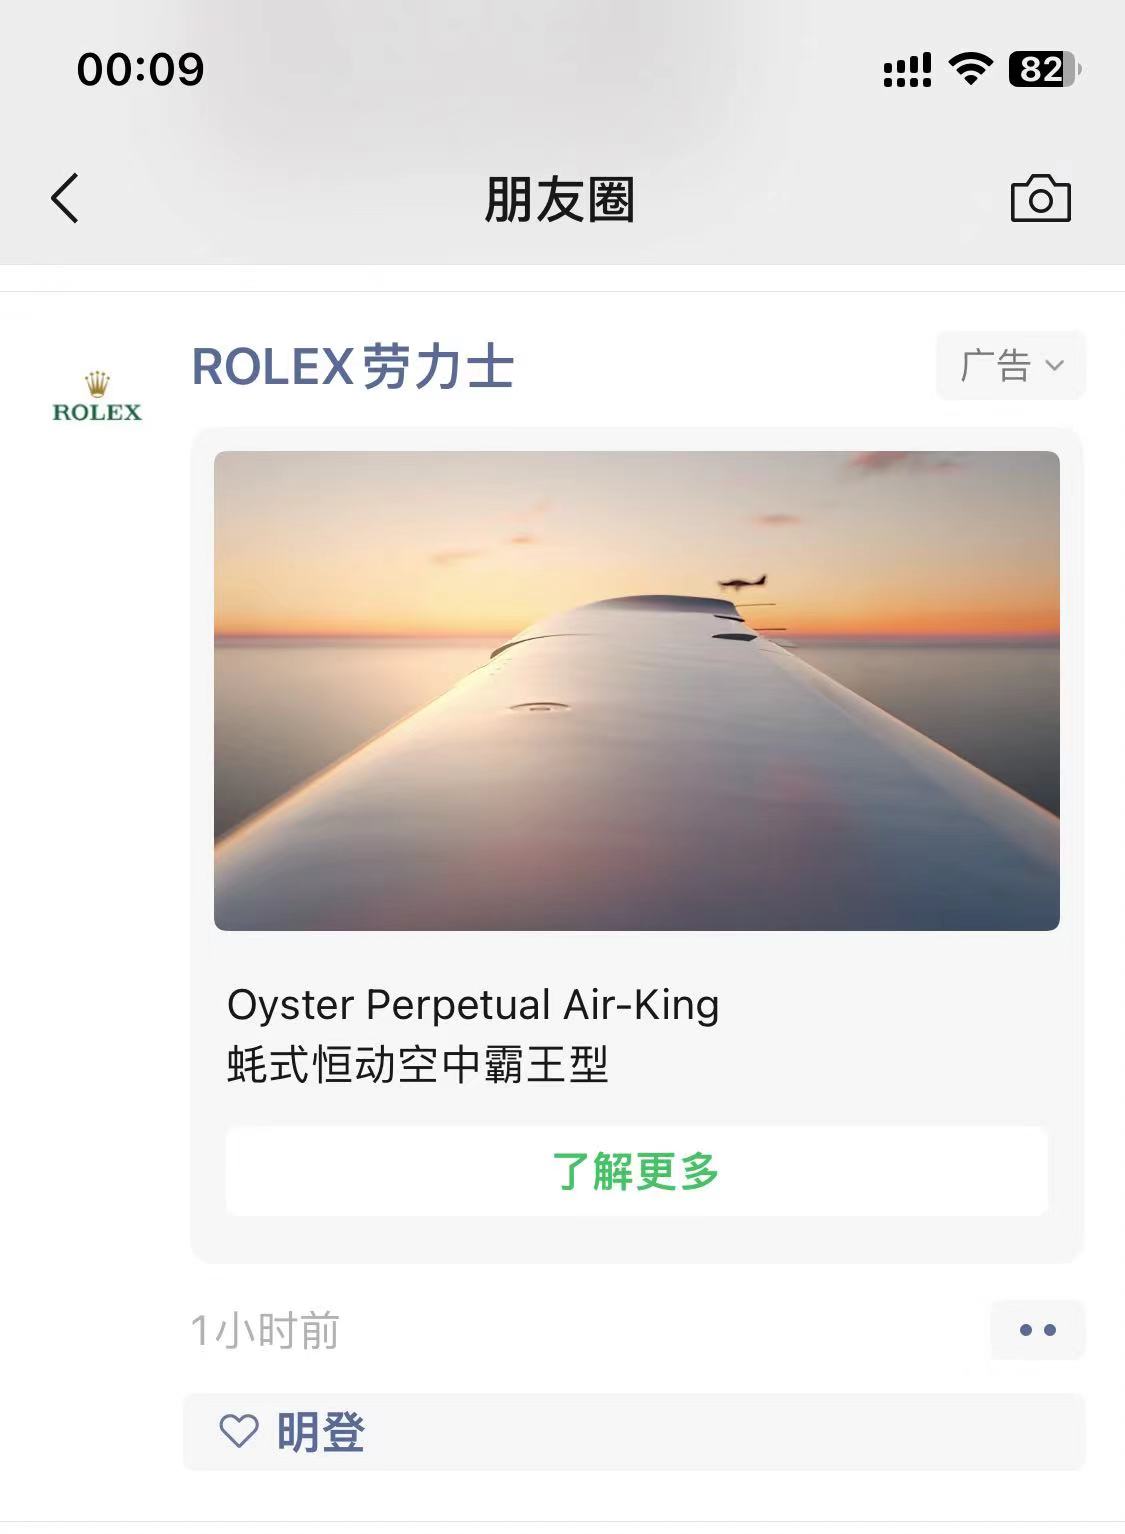 00:09
82
朋友圈
ROLEX劳力士
广告
ROLEX
Oyster Perpetual Air-King
蚝式恒动空中霸王型
了解更多
1小时前
明登